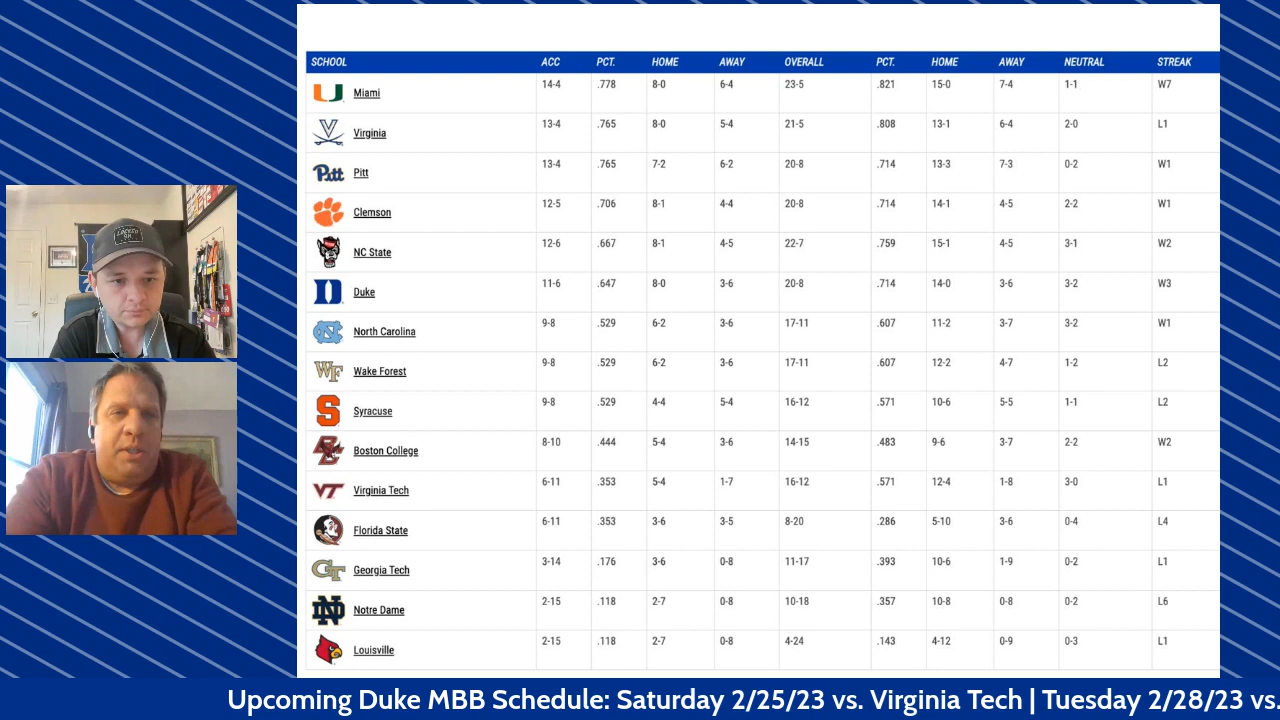 SCHOOL ACC PCT. HOME AWAY OVERALL PCT. HOME AWAY NEUTRAL STREAK
Miami 14-4 .778 8-0 6-4 23-5 .821 15-0 7-4 1-1 W7
Virginia 13-4 .765 8-0 5-4 21-5 .808 13-1 6-4 2-0 L1
Pitt Pitt 13-4 .765 7-2 6-2 20-8 .714 13-3 7-3 0-2 W1
Clemson 12-5 .706 8-1 4-4 20-8 .714 14-1 4-5 2-2 W1
NC State 12-6 .667 8-1 4-5 22-7 .759 15-1 4-5 3-1 W2
D Duke 11-6 .647 8-0 3-6 20-8 .714 14-0 3-6 3-2 W3
NC North Carolina 9-8 .529 6-2 3-6 17-11 .607 11-2 3-7 3-2 W1
WF Wake Forest 9-8 .529 6-2 3-6 17-11 .607 12-2 4-7 1-2 L2
S Syracuse 9-8 .529 4-4 5-4 16-12 .571 10-6 5-5 1-1 L2
BC Boston College 8-10 .444 5-4 3-6 14-15 .483 9-6 3-7 2-2 W2
VT Virginia Tech 6-11 .353 5-4 1-7 16-12 .571 12-4 1-8 3-0 L1
Florida State 6-11 .353 3-6 3-5 8-20 .286 5-10 3-6 0-4 L4
GT Georgia Tech 3-14 .176 3-6 0-8 11-17 .393 10-6 1-9 0-2 L1
ND Notre Dame 2-15 .118 2-7 0-8 10-18 .357 10-8 0-8 0-2 L6
Louisville 2-15 .118 2-7 0-8 4-24 .143 4-12 0-9 0-3 L1
LOCKED
ON
Upcoming Duke MBB Schedule: Saturday 2/25/23 vs. Virginia Tech | Tuesday 2/28/23 vs.